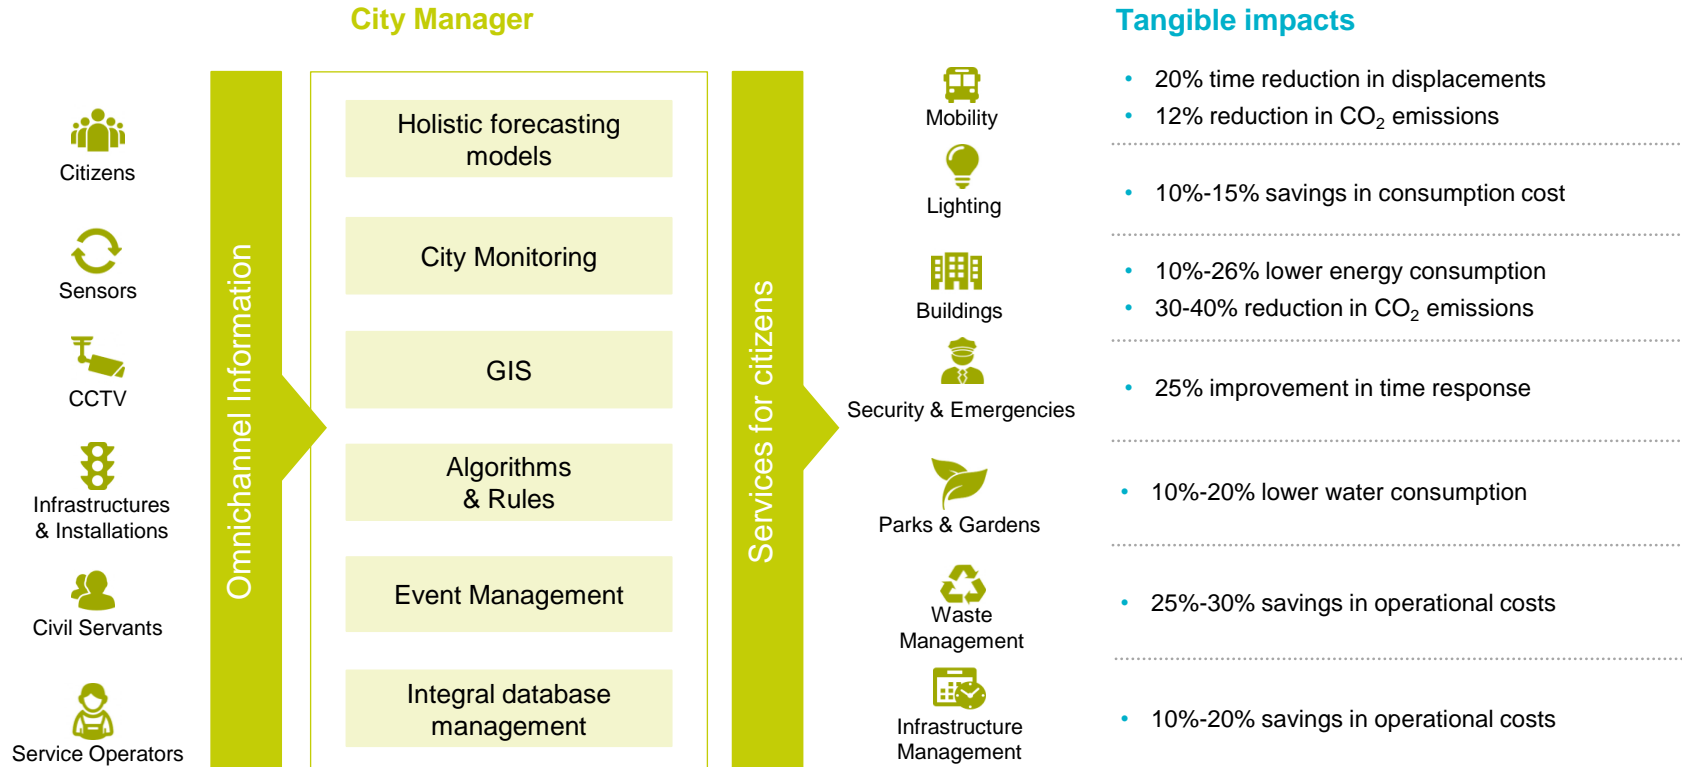 City Manager
Tangible impacts
Citizens
Sensors
CCTV
Infrastructures
& Installations
Civil Servants
Service Operators
Omnichannel Information
Holistic forecasting
models
City Monitoring
GIS
Algorithms
& Rules
Event Management
Integral database
management
Services for citizens
Mobility
• 20% time reduction in displacements
• 12% reduction in CO₂ emissions
Lighting
• 10%-15% savings in consumption cost
Buildings
• 10%-26% lower energy consumption
• 30-40% reduction in CO₂ emissions
Security & Emergencies
• 25% improvement in time response
Parks & Gardens
• 10%-20% lower water consumption
Waste
Management
• 25%-30% savings in operational costs
Infrastructure
Management
• 10%-20% savings in operational costs